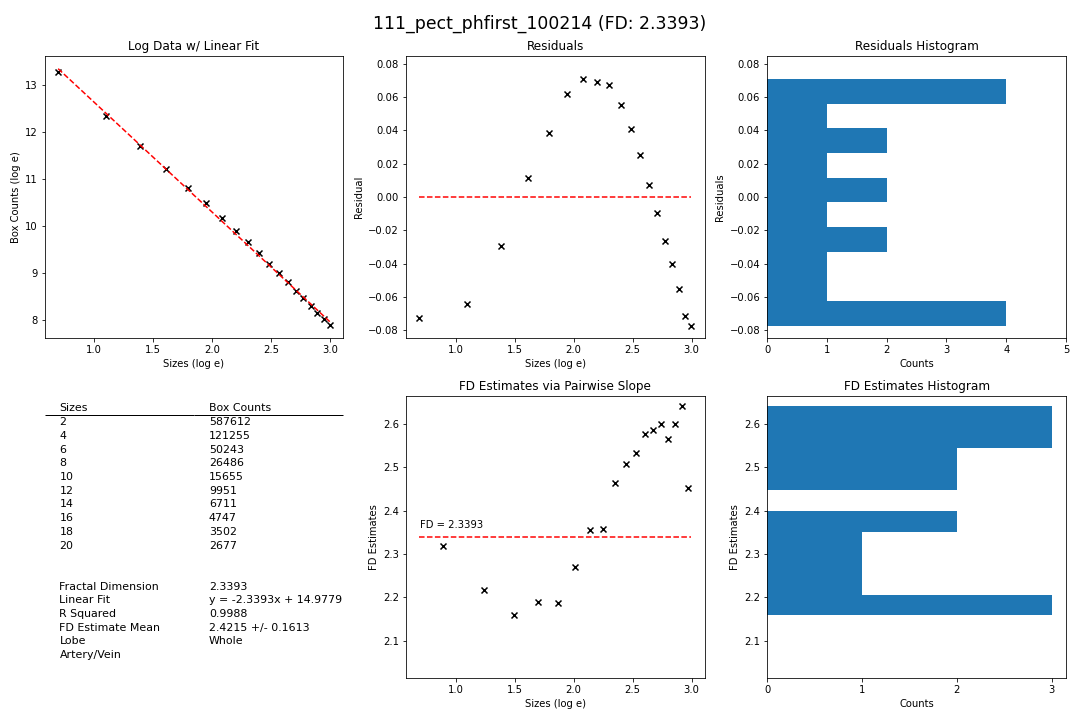 111_pect_phfirst_100214 (FD: 2.3393)
Log Data w/ Linear Fit
Box Counts (log e)
13
12
11
10
9
8
1.0 1.5 2.0 2.5 3.0
Sizes (log e)
Residuals
Residual
0.08
0.06
0.04
0.02
0.00
−0.02
−0.04
−0.06
−0.08
1.0 1.5 2.0 2.5 3.0
Sizes (log e)
Residuals Histogram
Residuals
0.08
0.06
0.04
0.02
0.00
−0.02
−0.04
−0.06
−0.08
0 1 2 3 4 5
Counts
Sizes Box Counts
2 587612
4 121255
6 50243
8 26486
10 15655
12 9951
14 6711
16 4747
18 3502
20 2677
Fractal Dimension 2.3393
Linear Fit y = -2.3393x + 14.9779
R Squared 0.9988
FD Estimate Mean 2.4215 +/- 0.1613
Lobe Whole
Artery/Vein
FD Estimates via Pairwise Slope
FD Estimates
2.6
2.5
2.4
2.3
2.2
2.1
FD = 2.3393
1.0 1.5 2.0 2.5 3.0
Sizes (log e)
FD Estimates Histogram
FD Estimates
2.6
2.5
2.4
2.3
2.2
2.1
0 1 2 3
Counts